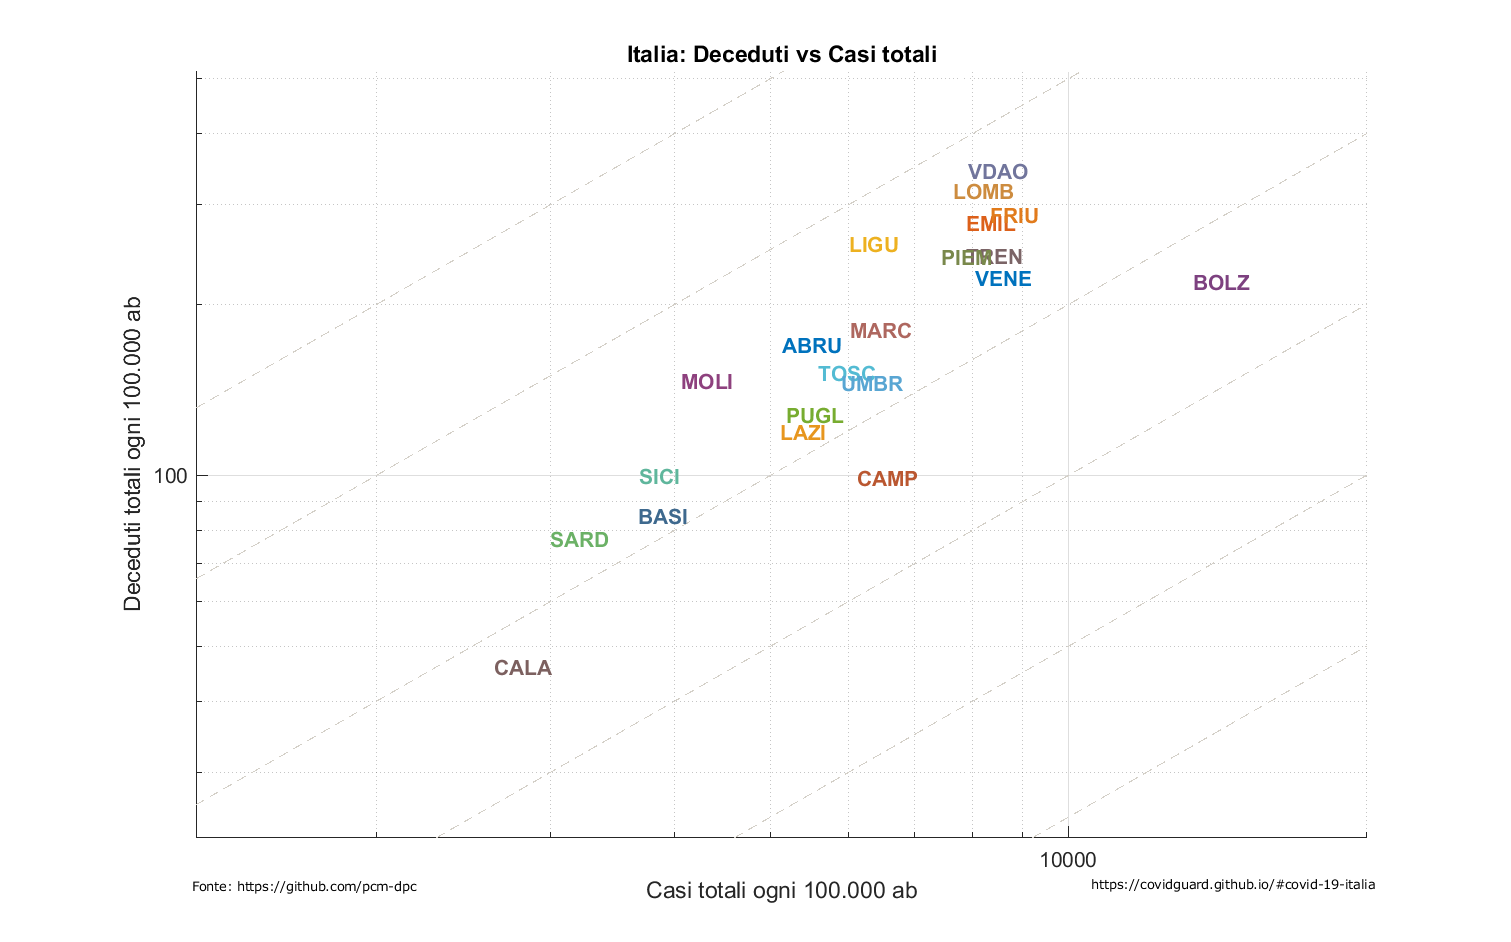 Italia: Deceduti vs Casi totali
VDAO
LOMB
FRIU
EMIL
LIGU
PIEM
TREN
VENE
BOLZ
MARC
ABRU
TOSC
MOLI
UMBR
PUGL
LAZI
100
SICI
CAMP
BASI
SARD
CALA
Deceduti totali ogni 100.000 ab
10000
Casi totali ogni 100.000 ab
Fonte: https://github.com/pcm-dpc
https://covidguard.github.io/#covid-19-italia